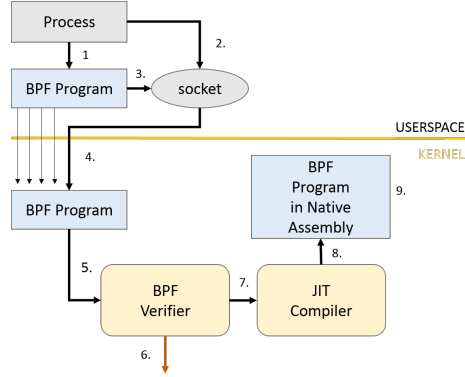 Process
1
2.
BPF Program
3.
socket
USERSPACE
KERNEL
4.
BPF Program
BPF
Program
in Native
Assembly
9.
5.
8.
BPF
Verifier
7.
JIT
Compiler
6.